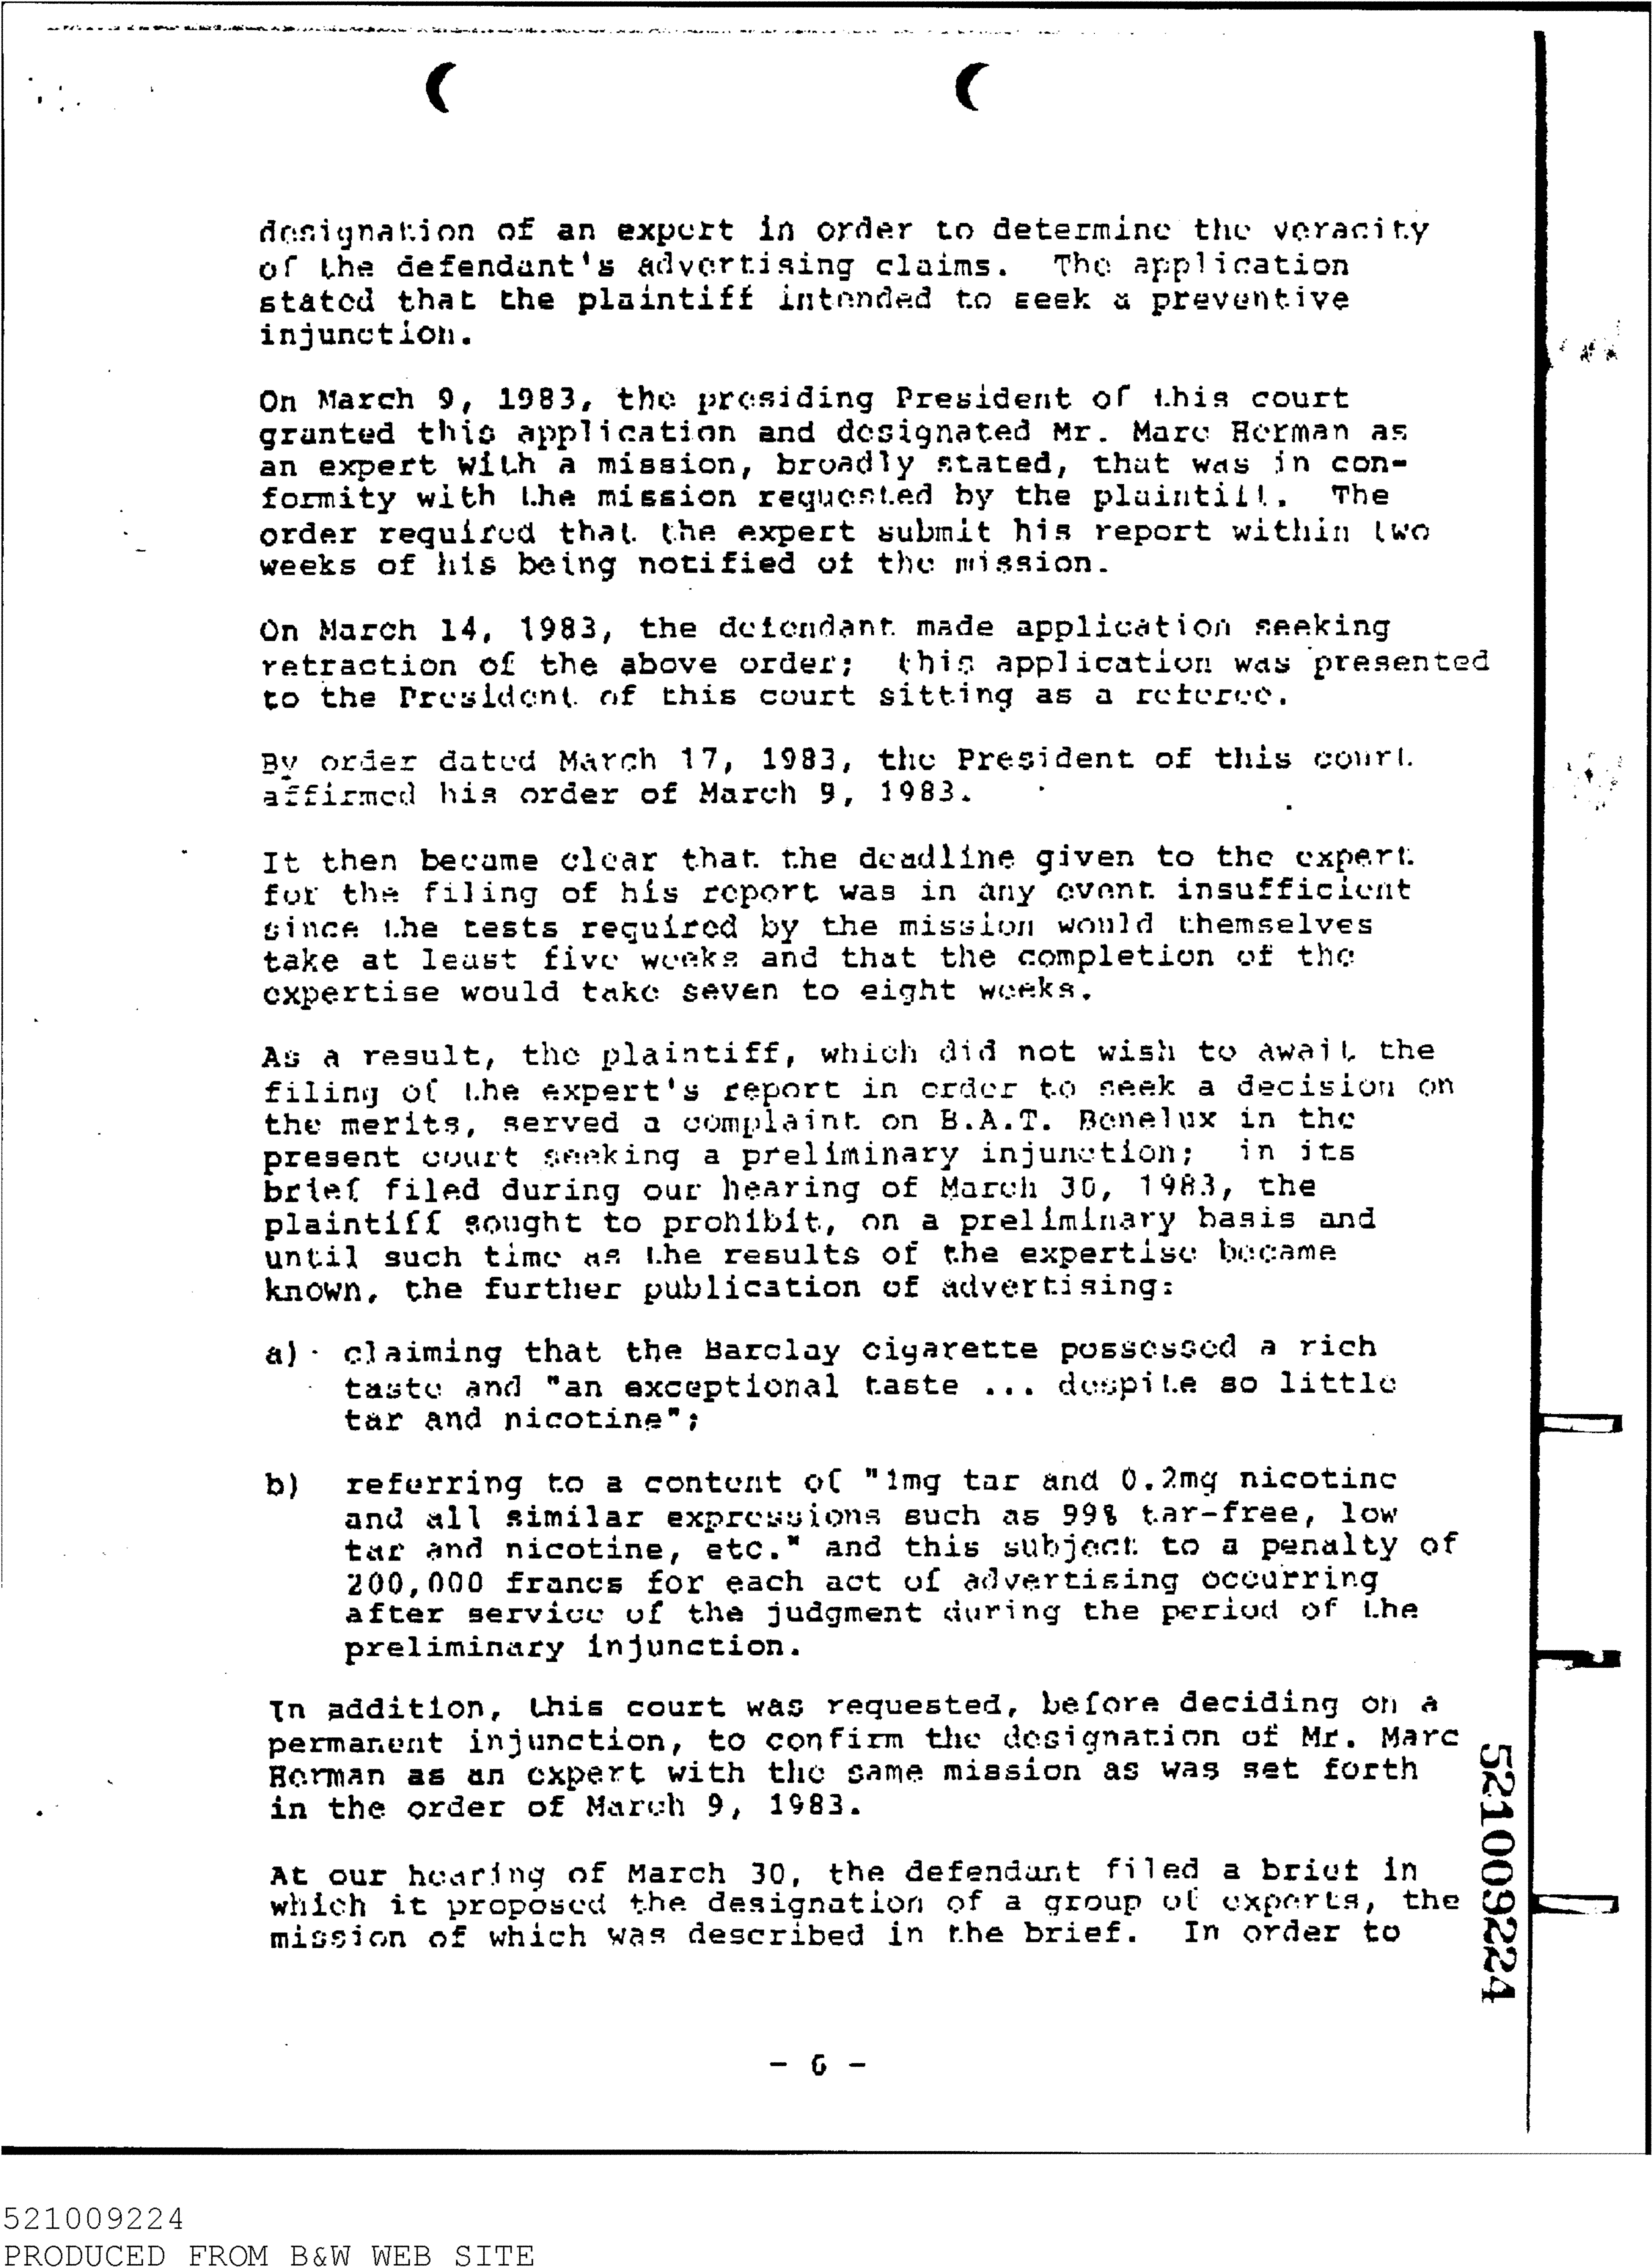 designation of an expert in order to determine the veracity
of the defendant's advertising claims. The application
stated that the plaintiff intended to seek a preventive
injunction.
On March 9, 1983, the presiding President of this court
granted this application and designated Mr. Marc Herman as
an expert with a mission, broadly stated, that was in con-
formity with the mission requested by the plaintiff. The
order required that the expert submit his report within two
weeks of his being notified of the mission.
On March 14, 1983, the defendant made application seeking
retraction of the above order; this application was presented
to the President of this court sitting as a referee.
By order dated March 17, 1983, the President of this court
affirmed his order of March 9, 1983.
It then became clear that the deadline given to the expert
for the filing of his report was in any event insufficient
since the tests required by the mission would themselves
take at least five weeks and that the completion of the
expertise would take seven to eight weeks.
As a result, the plaintiff, which did not wish to await the
filing of the expert's report in order to seek a decision on
the merits, served a complaint on B.A.T. Benelux in the
present court seeking a preliminary injunction; in its
brief filed during our hearing of March 30, 1983, the
plaintiff sought to prohibit, on a preliminary basis and
until such time as the results of the expertise became
known, the further publication of advertising:
a) claiming that the Barclay cigarette possessed a rich
taste and "an exceptional taste ... despite so little
tar and nicotine";
b) referring to a content of "1mg tar and 0.2mg nicotine
and all similar expressions such as 99% tar-free, low
tar and nicotine, etc." and this subject to a penalty of
200,000 francs for each act of advertising occurring
after service of the judgment during the period of the
preliminary injunction.
In addition, this court was requested, before deciding on a
permanent injunction, to confirm the designation of Mr. Marc
Herman as an expert with the same mission as was set forth
in the order of March 9, 1983.
At our hearing of March 30, the defendant filed a brief in
which it proposed the designation of a group of experts, the
mission of which was described in the brief. In order to
521009224
- 6 -
521009224
PRODUCED FROM B&W WEB SITE